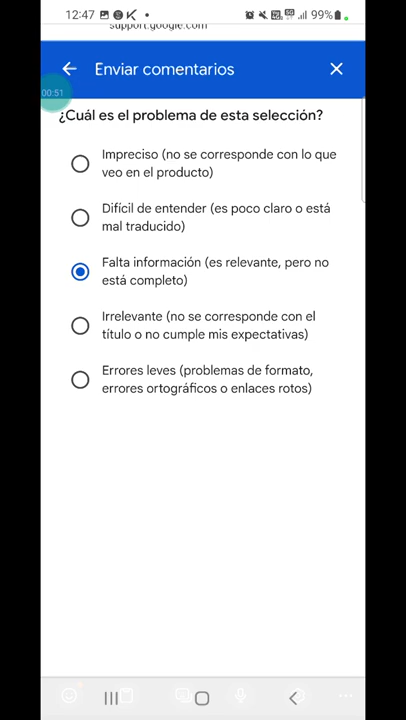 12:47
99%
support.google.com
Enviar comentarios
00:51
¿Cuál es el problema de esta selección?
Impreciso (no se corresponde con lo que
veo en el producto)
Difícil de entender (es poco claro o está
mal traducido)
Falta información (es relevante, pero no
está completo)
Irrelevante (no se corresponde con el
título o no cumple mis expectativas)
Errores leves (problemas de formato,
errores ortográficos o enlaces rotos)